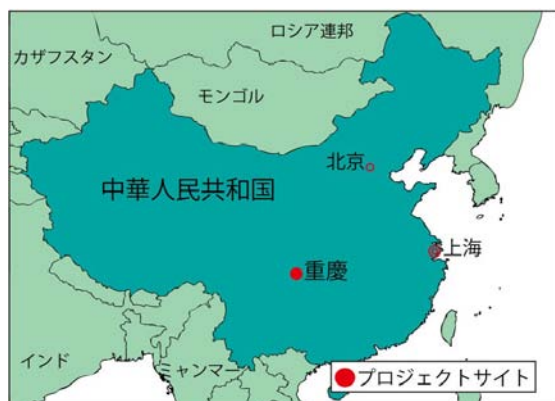 ロシア連邦
カザフスタン
モンゴル
北京
中華人民共和国
上海
重慶
インド
ミャンマー
プロジェクトサイト